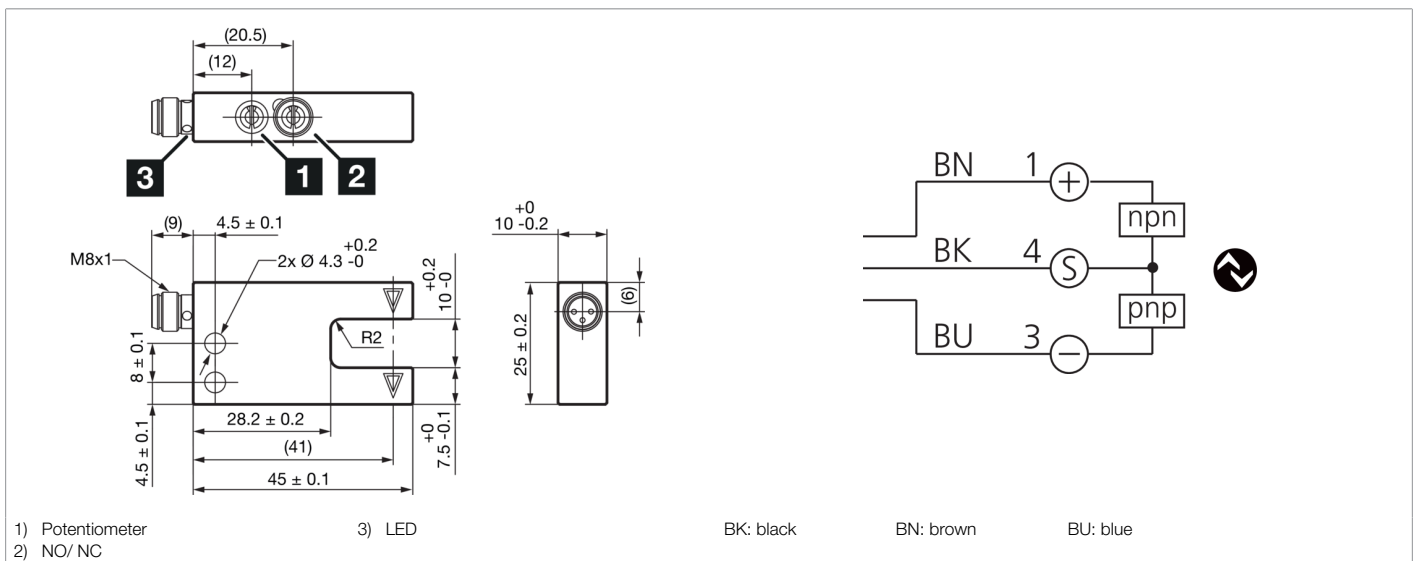 (20.5)
(12)
3
1
2
(9)
4.5 ± 0.1
M8x1
2x Ø 4.3 +0.2 -0
10 +0.2 -0
R2
8 ± 0.1
4.5 ± 0.1
28.2 ± 0.2
(41)
45 ± 0.1
7.5 +0 -0.1
10 +0 -0.2
25 ± 0.2
(6)
BN 1 +
npn
BK 4 S
pnp
BU 3 −
1) Potentiometer
2) NO/ NC
3) LED
BK: black
BN: brown
BU: blue